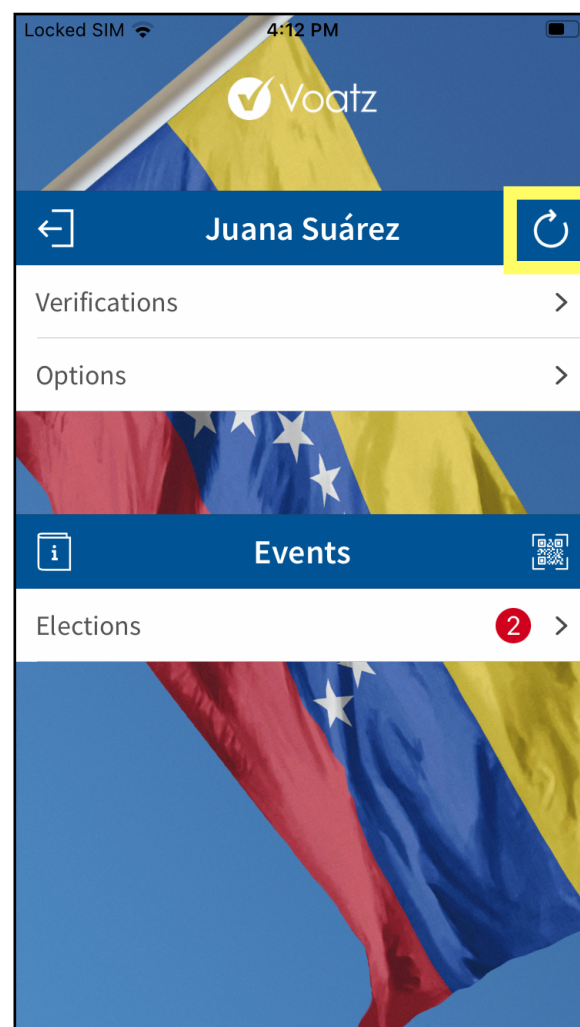 Locked SIM 4:12 PM
Voatz
Juana Suárez
Verifications
Options
i Events
Elections 2